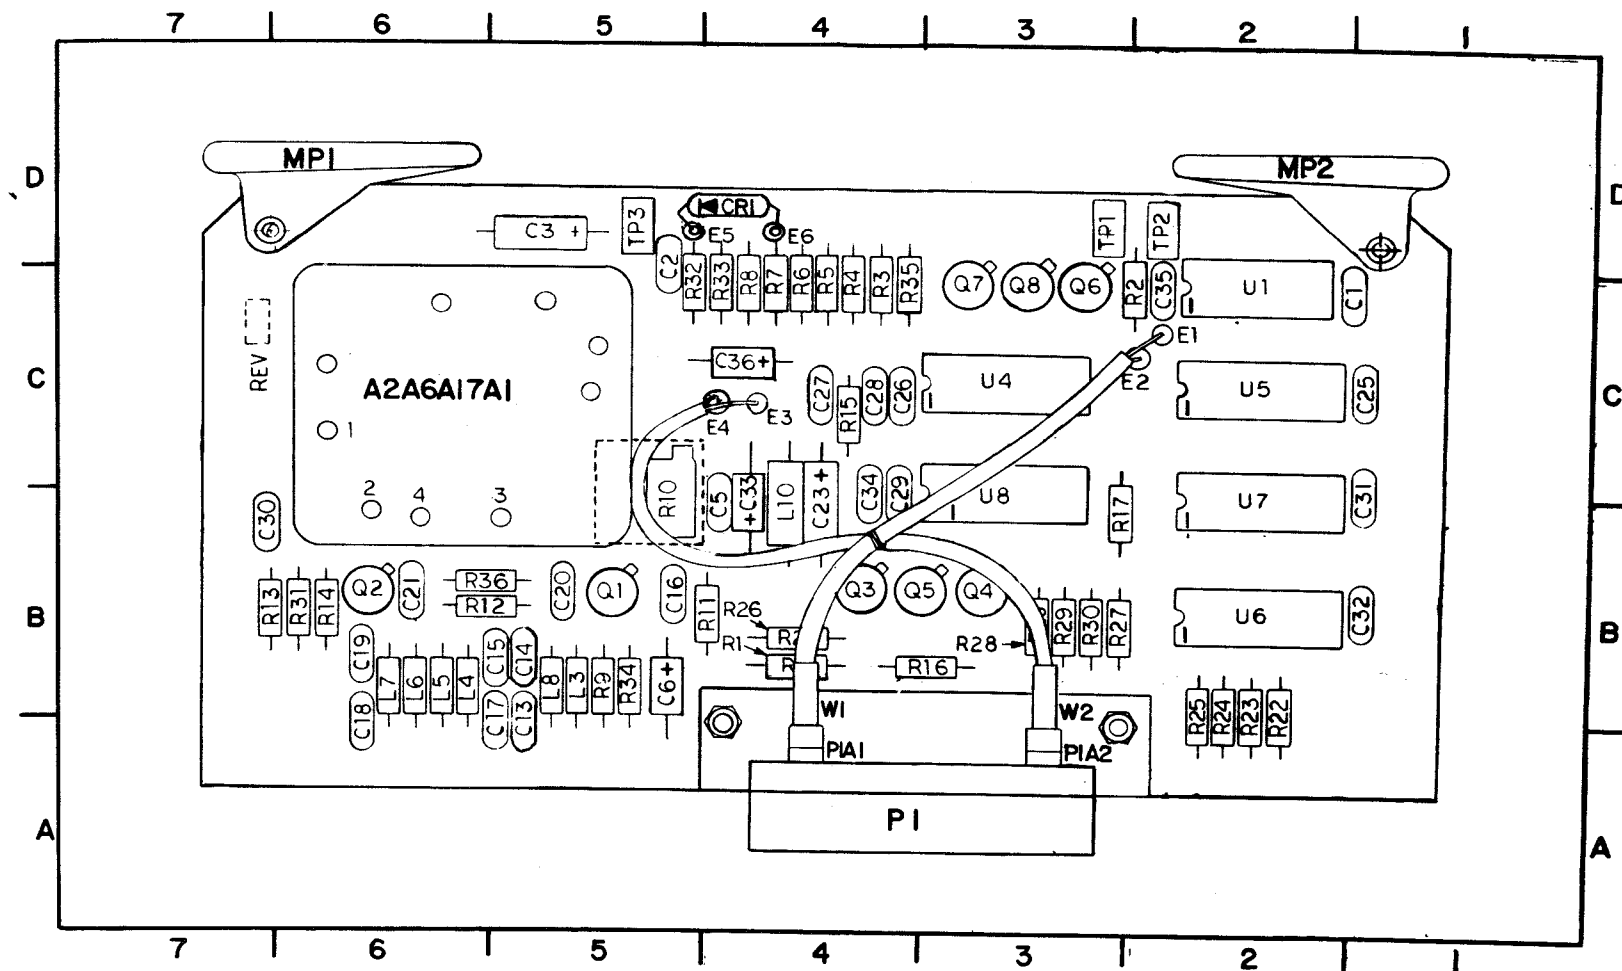 7 6 5 4 3 2 1
MP1
MP2
D
D
C3 +
TP3
CR1
E5
E6
TP1
TP2
C2
R32
R33
R8
R7
R6
R5
R4
R3
R35
Q7
Q8
Q6
R2
C35
U1
C1
REV
E1
E2
C36+
C
A2A6A17A1
C27
R15
C28
C26
U4
U5
C25
C
E4
E3
1
2
4
3
C30
R10
C5
+C33
L10
C23+
C34
C29
U8
R17
U7
C31
R13
R31
R14
Q2
C21
R36
R12
C20
Q1
C16
R11
R26
R1
Q3
Q5
Q4
R28
R29
R30
R27
U6
C32
B
B
C19
L7
L6
L5
L4
C15
C14
L8
L3
R9
R34
C6+
R16
C18
C17
C13
W1
W2
P1A1
P1A2
R25
R24
R23
R22
P1
A
A
7 6 5 4 3 2 1